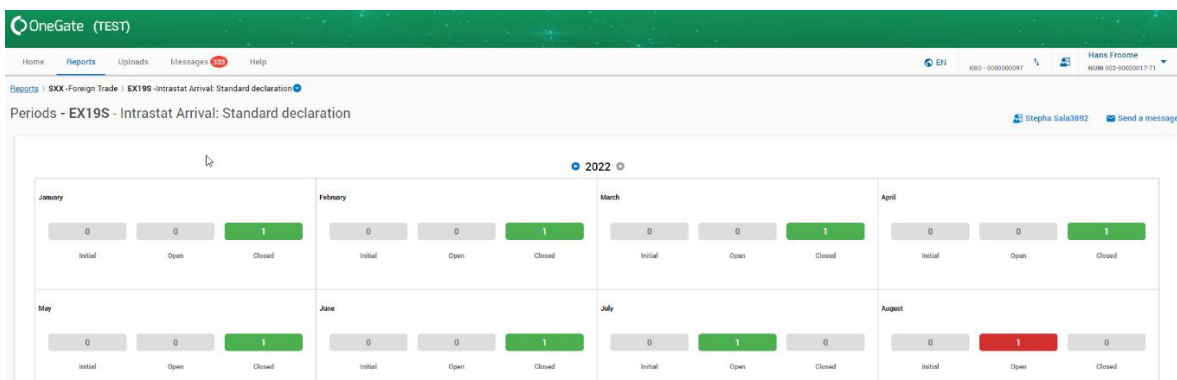 OneGate (TEST)
Home Reports Uploads Messages 333 Help EN KBO - 0000000097 Hans Froome
NUIN 003-90000017-71
Reports SXX -Foreign Trade EX19S -Intrastat Arrival: Standard declaration
Periods - EX19S - Intrastat Arrival: Standard declaration
Stepha Sala3892 Send a message
2022
January February March April
0 0 1 0 0 1 0 0 1 0 0 1
Initial Open Closed Initial Open Closed Initial Open Closed Initial Open Closed
May June July August
0 0 1 0 0 1 0 1 0 0 1 0
Initial Open Closed Initial Open Closed Initial Open Closed Initial Open Closed